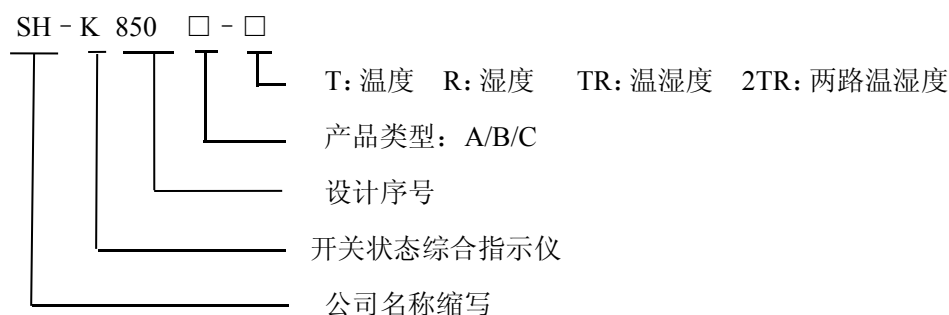 SH-K 850 □-□
T:温度 R:湿度 TR:温湿度 2TR:两路温湿度
产品类型：A/B/C
设计序号
开关状态综合指示仪
公司名称缩写